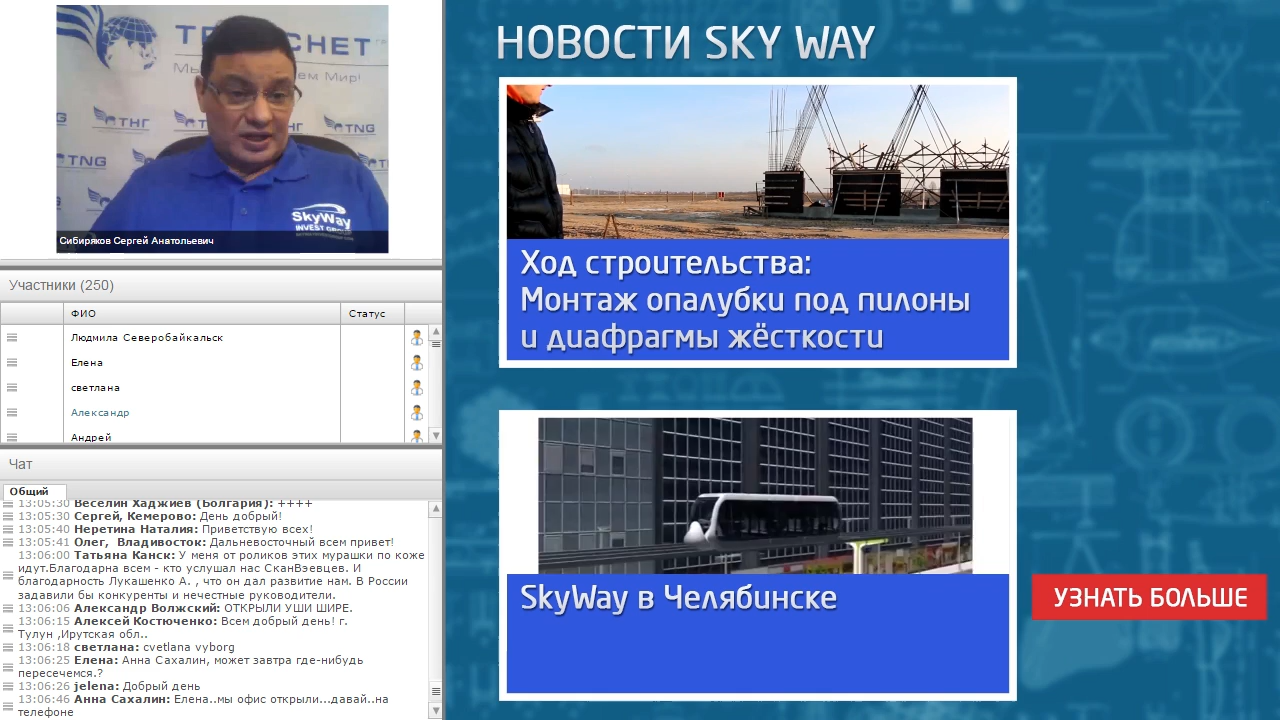 TNG
TNG
ТНГ
TNG
SkyWay
INVEST GROUP
Сибиряков Сергей Анатольевич
Участники (250)
ФИО Статус
Людмила Северобайкальск
Елена
светлана
Александр
Андрей
Чат
Общий
13:05:30 Веселин Хаджиев (Болгария): ++++
13:05:30 Сергей, Кемерово: День добрый!
13:05:40 Неретина Наталия: Приветствую всех!
13:05:41 Олег, Владивосток: Дальневосточный всем привет!
13:06:00 Татьяна Канск: У меня от роликов этих мурашки по коже
идут.Благодарна всем - кто услушал нас СканВэевцев. И
благодарность Лукашенко А. , что он дал развитие нам. В России
задавили бы конкуренты и нечестные руководители.
13:06:06 Александр Волжский: ОТКРЫЛИ УШИ ШИРЕ.
13:06:15 Алексей Костюченко: Всем добрый день! г.
Тулун ,Ирутская обл..
13:06:18 светлана: cvetlana vyborg
13:06:25 Елена: Анна Сахалин, может завтра где-нибудь
пересечемся.?
13:06:26 jelena: Добрый день
13:06:46 Анна Сахалин: Елена..мы офис открыли...давай..на
телефоне
НОВОСТИ SKY WAY
Ход строительства:
Монтаж опалубки под пилоны
и диафрагмы жёсткости
SkyWay в Челябинске
УЗНАТЬ БОЛЬШЕ